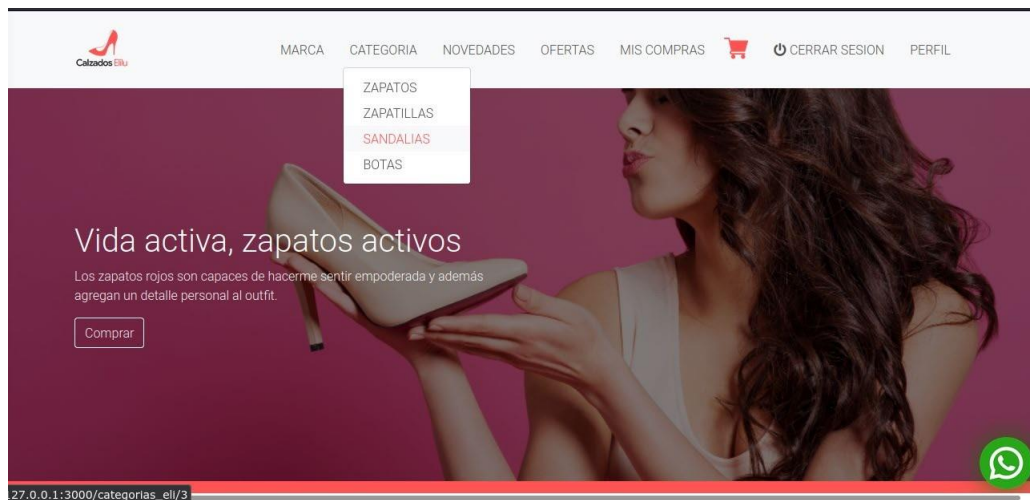 Calzados Elilu
MARCA CATEGORIA NOVEDADES OFERTAS MIS COMPRAS CERRAR SESION PERFIL
ZAPATOS
ZAPATILLAS
SANDALIAS
BOTAS
Vida activa, zapatos activos
Los zapatos rojos son capaces de hacerme sentir empoderada y además
agregan un detalle personal al outfit.
Comprar
27.0.0.1:3000/categorias_eli/3